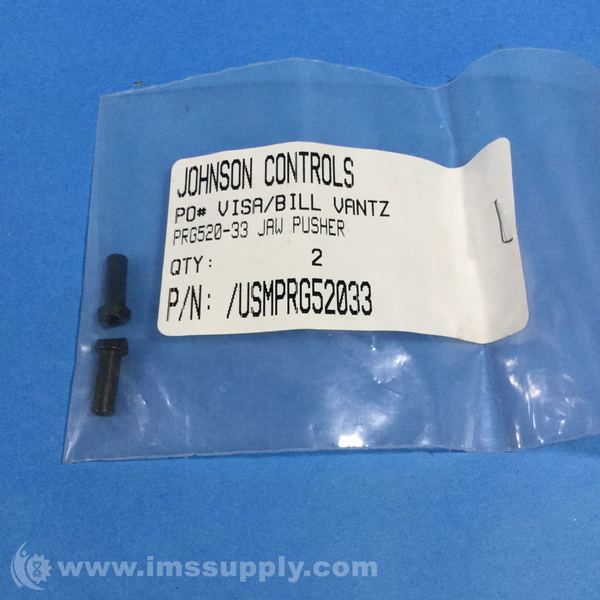 JOHNSON CONTROLS
PO# VISA/BILL VANTZ
PRG520-33 JAW PUSHER
QTY: 2
P/N: /USMPRG52033
www.imssupply.com